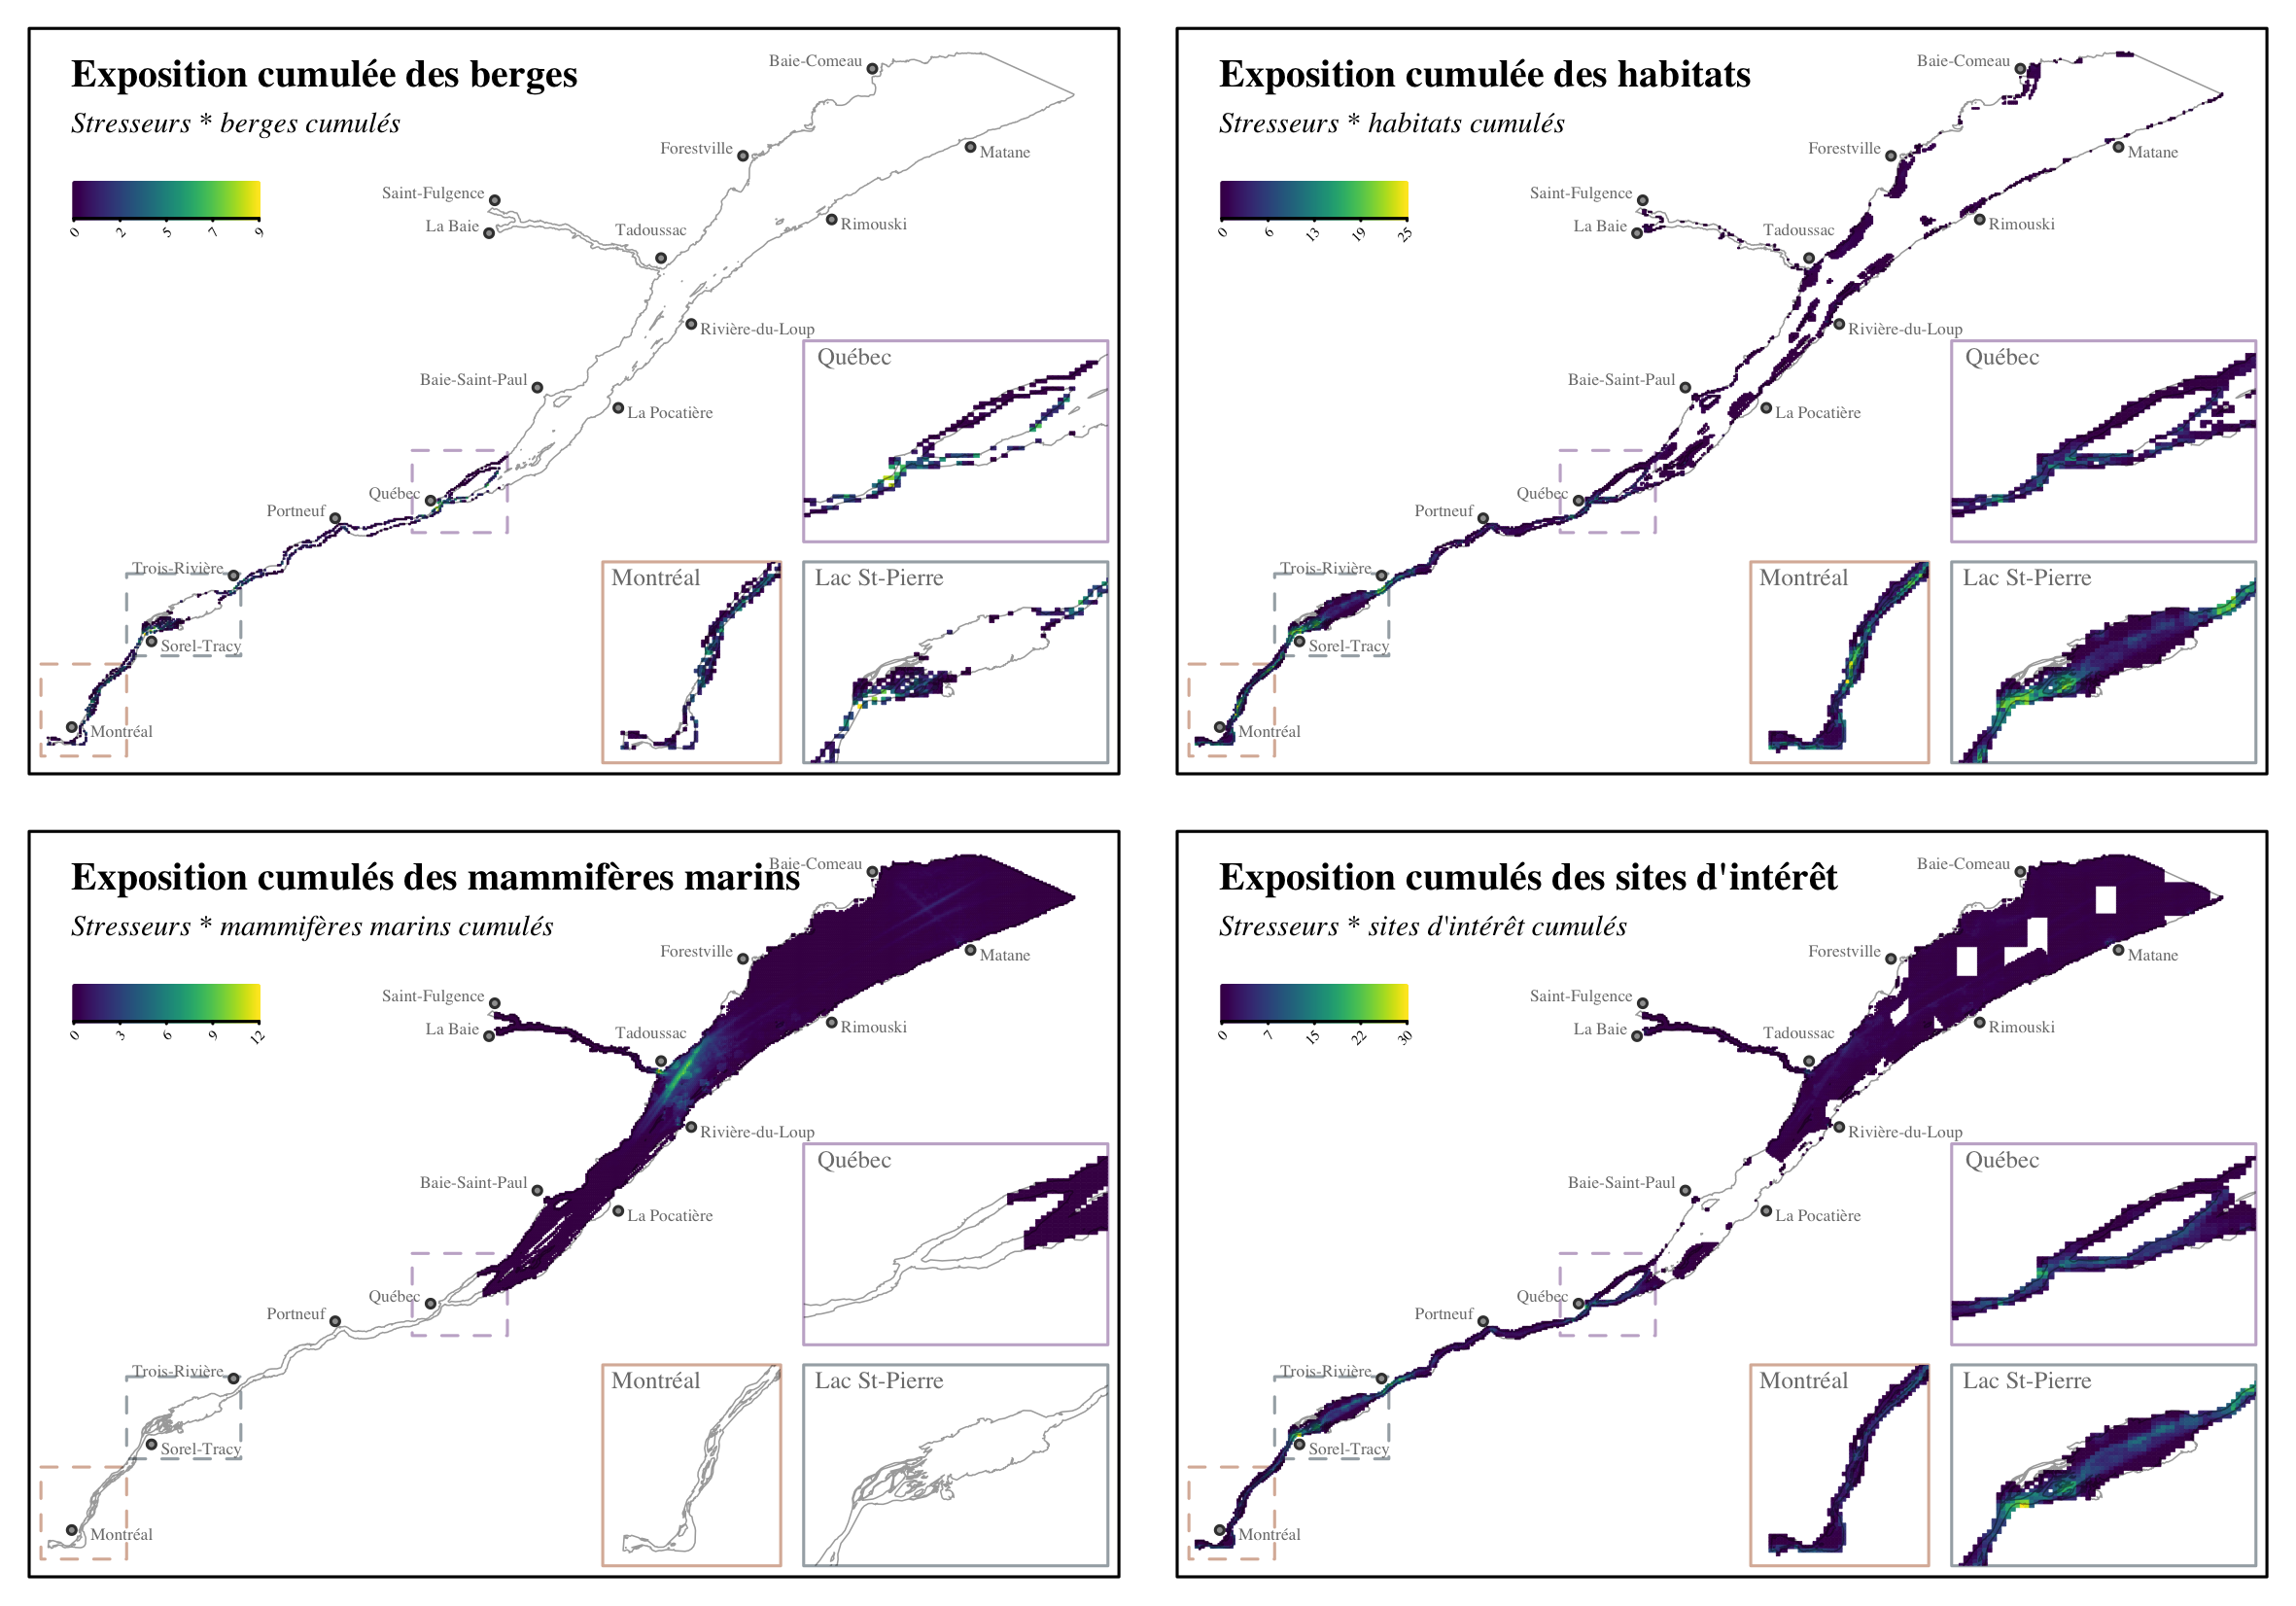 Exposition cumulée des berges
Stresseurs * berges cumulés
0 2 5 7 9
Baie-Comeau
Forestville
Matane
Saint-Fulgence
La Baie
Tadoussac
Rimouski
Rivière-du-Loup
Baie-Saint-Paul
La Pocatière
Québec
Portneuf
Trois-Rivière
Sorel-Tracy
Montréal
Québec
Montréal
Lac St-Pierre
Exposition cumulée des habitats
Stresseurs * habitats cumulés
0 6 13 19 25
Baie-Comeau
Forestville
Matane
Saint-Fulgence
La Baie
Tadoussac
Rimouski
Rivière-du-Loup
Baie-Saint-Paul
La Pocatière
Québec
Portneuf
Trois-Rivière
Sorel-Tracy
Montréal
Québec
Montréal
Lac St-Pierre
Exposition cumulés des mammifères marins
Stresseurs * mammifères marins cumulés
0 3 6 9 12
Baie-Comeau
Forestville
Matane
Saint-Fulgence
La Baie
Tadoussac
Rimouski
Rivière-du-Loup
Baie-Saint-Paul
La Pocatière
Québec
Portneuf
Trois-Rivière
Sorel-Tracy
Montréal
Québec
Montréal
Lac St-Pierre
Exposition cumulés des sites d'intérêt
Stresseurs * sites d'intérêt cumulés
0 7 15 22 30
Baie-Comeau
Forestville
Matane
Saint-Fulgence
La Baie
Tadoussac
Rimouski
Rivière-du-Loup
Baie-Saint-Paul
La Pocatière
Québec
Portneuf
Trois-Rivière
Sorel-Tracy
Montréal
Québec
Montréal
Lac St-Pierre